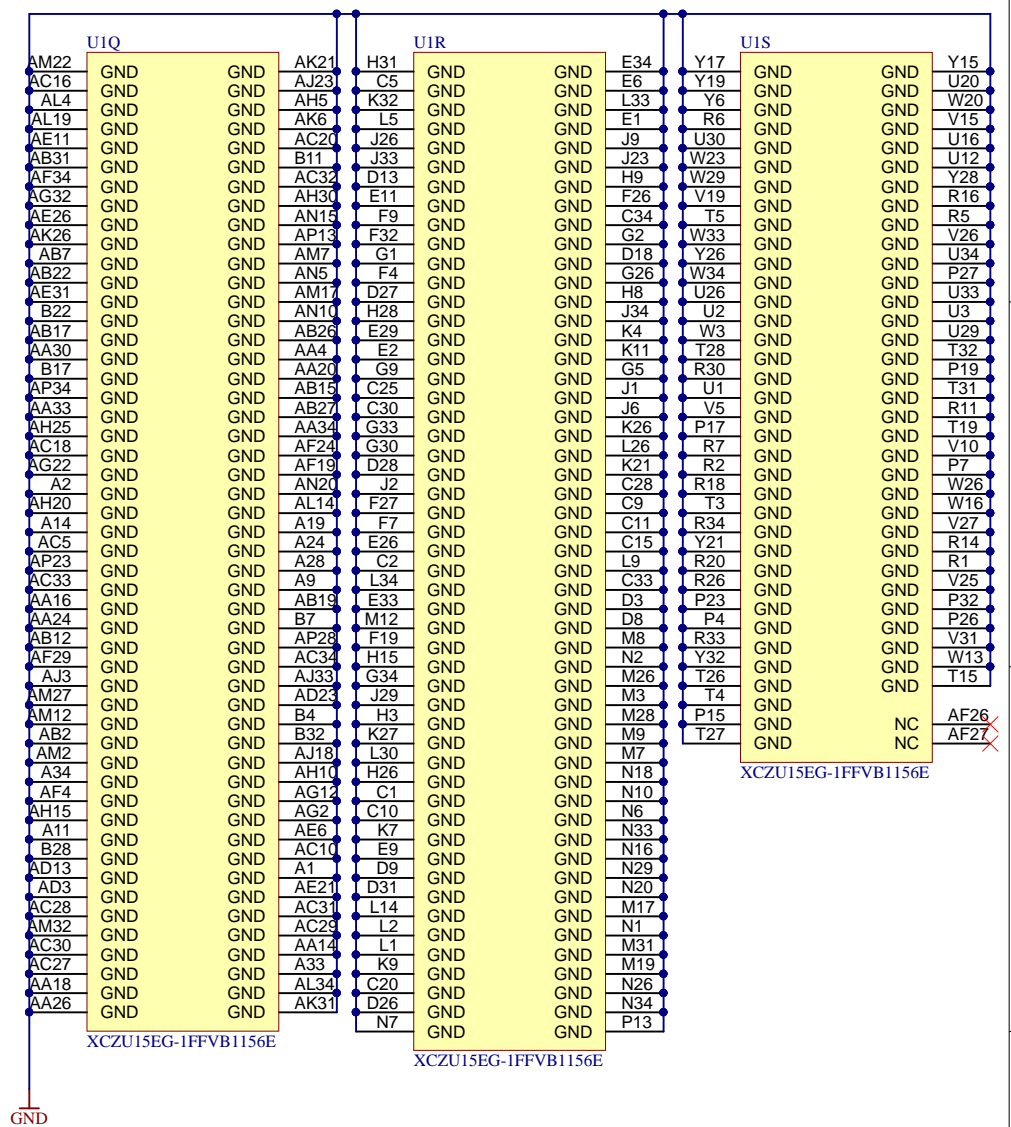 U1Q U1R U1S
AM22 GND GND AK21 H31 GND GND E34 Y17 GND GND Y15
AC16 GND GND AJ23 C5 GND GND E6 Y19 GND GND U20
AL4 GND GND AH5 K32 GND GND L33 Y6 GND GND W20
AL19 GND GND AK6 L5 GND GND E1 R6 GND GND V15
AE11 GND GND AC20 J26 GND GND J9 U30 GND GND U16
AB31 GND GND B11 J33 GND GND J23 W23 GND GND U12
AF34 GND GND AC32 D13 GND GND H9 W29 GND GND Y28
AG32 GND GND AH30 E11 GND GND F26 V19 GND GND R16
AE26 GND GND AN15 F9 GND GND C34 T5 GND GND R5
AK26 GND GND AP13 F32 GND GND G2 W33 GND GND V26
AB7 GND GND AM7 G1 GND GND D18 Y26 GND GND U34
AB22 GND GND AN5 F4 GND GND G26 W34 GND GND P27
AE31 GND GND AM17 D27 GND GND H8 U26 GND GND U33
B22 GND GND AN10 H28 GND GND J34 U2 GND GND U3
AB17 GND GND AB26 E29 GND GND K4 W3 GND GND U29
AA30 GND GND AA4 E2 GND GND K11 T28 GND GND T32
B17 GND GND AA20 G9 GND GND G5 R30 GND GND P19
AP34 GND GND AB15 C25 GND GND J1 U1 GND GND T31
AA33 GND GND AB27 C30 GND GND J6 V5 GND GND R11
AH25 GND GND AA34 G33 GND GND K26 P17 GND GND T19
AC18 GND GND AF24 G30 GND GND L26 R7 GND GND V10
AG22 GND GND AF19 D28 GND GND K21 R2 GND GND P7
A2 GND GND AN20 J2 GND GND C28 R18 GND GND W26
AH20 GND GND AL14 F27 GND GND C9 T3 GND GND W16
A14 GND GND A19 F7 GND GND C11 R34 GND GND V27
AC5 GND GND A24 E26 GND GND C15 Y21 GND GND R14
AP23 GND GND A28 C2 GND GND L9 R20 GND GND R1
AC33 GND GND A9 L34 GND GND C33 R26 GND GND V25
AA16 GND GND AB19 E33 GND GND D3 P23 GND GND P32
AA24 GND GND B7 M12 GND GND D8 P4 GND GND P26
AB12 GND GND AP28 F19 GND GND M8 R33 GND GND V31
AF29 GND GND AC34 H15 GND GND N2 Y32 GND GND W13
AJ3 GND GND AJ33 G34 GND GND M26 T26 GND GND T15
AM27 GND GND AD23 J29 GND GND M3 T4 GND
AM12 GND GND B4 H3 GND GND M28 P15 GND NC AF26
AB2 GND GND B32 K27 GND GND M9 T27 GND NC AF27
AM2 GND GND AJ18 L30 GND GND M7
A34 GND GND AH10 H26 GND GND N18 XCZU15EG-1FFVB1156E
AF4 GND GND AG12 C1 GND GND N10
AH15 GND GND AG2 C10 GND GND N6
A11 GND GND AE6 K7 GND GND N33
B28 GND GND AC10 E9 GND GND N16
AD13 GND GND A1 D9 GND GND N29
AD3 GND GND AE21 D31 GND GND N20
AC28 GND GND AC31 L14 GND GND M17
AM32 GND GND AC29 L2 GND GND N1
AC30 GND GND AA14 L1 GND GND M31
AC27 GND GND A33 K9 GND GND M19
AA18 GND GND AL34 C20 GND GND N26
AA26 GND GND AK31 D26 GND GND N34
N7 GND GND P13
XCZU15EG-1FFVB1156E
XCZU15EG-1FFVB1156E
GND